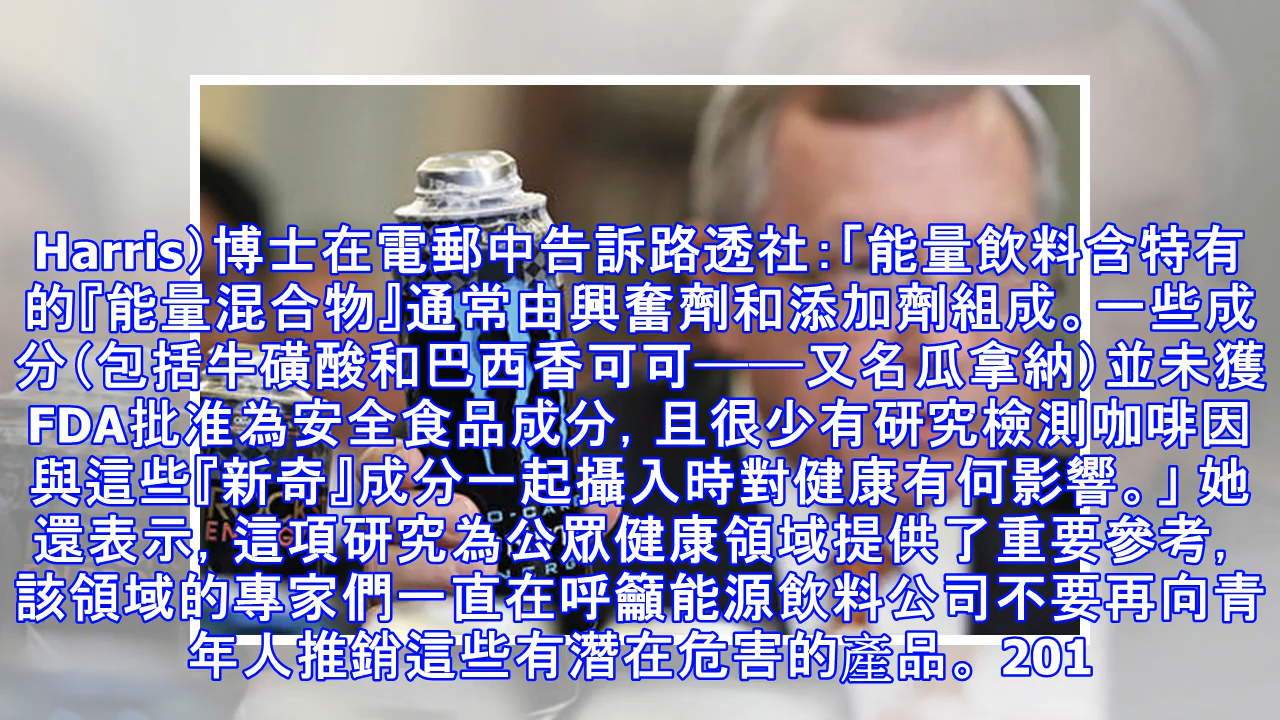 Harris）博士在電郵中告訴路透社：「能量飲料含特有
的『能量混合物』通常由興奮劑和添加劑組成。一些成
分（包括牛磺酸和巴西香可可——又名瓜拿納）並未獲
FDA批准為安全食品成分，且很少有研究檢測咖啡因
與這些『新奇』成分一起攝入時對健康有何影響。」她
還表示，這項研究為公眾健康領域提供了重要參考，
該領域的專家們一直在呼籲能源飲料公司不要再向青
年人推銷這些有潛在危害的產品。201